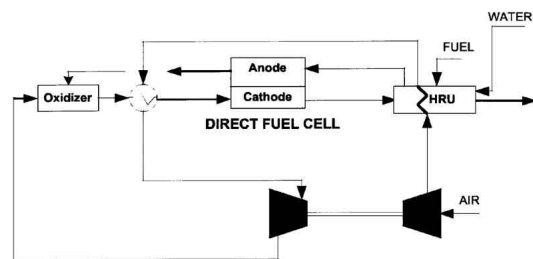 WATER
FUEL
Anode
Oxidizer
Cathode
HRU
DIRECT FUEL CELL
AIR